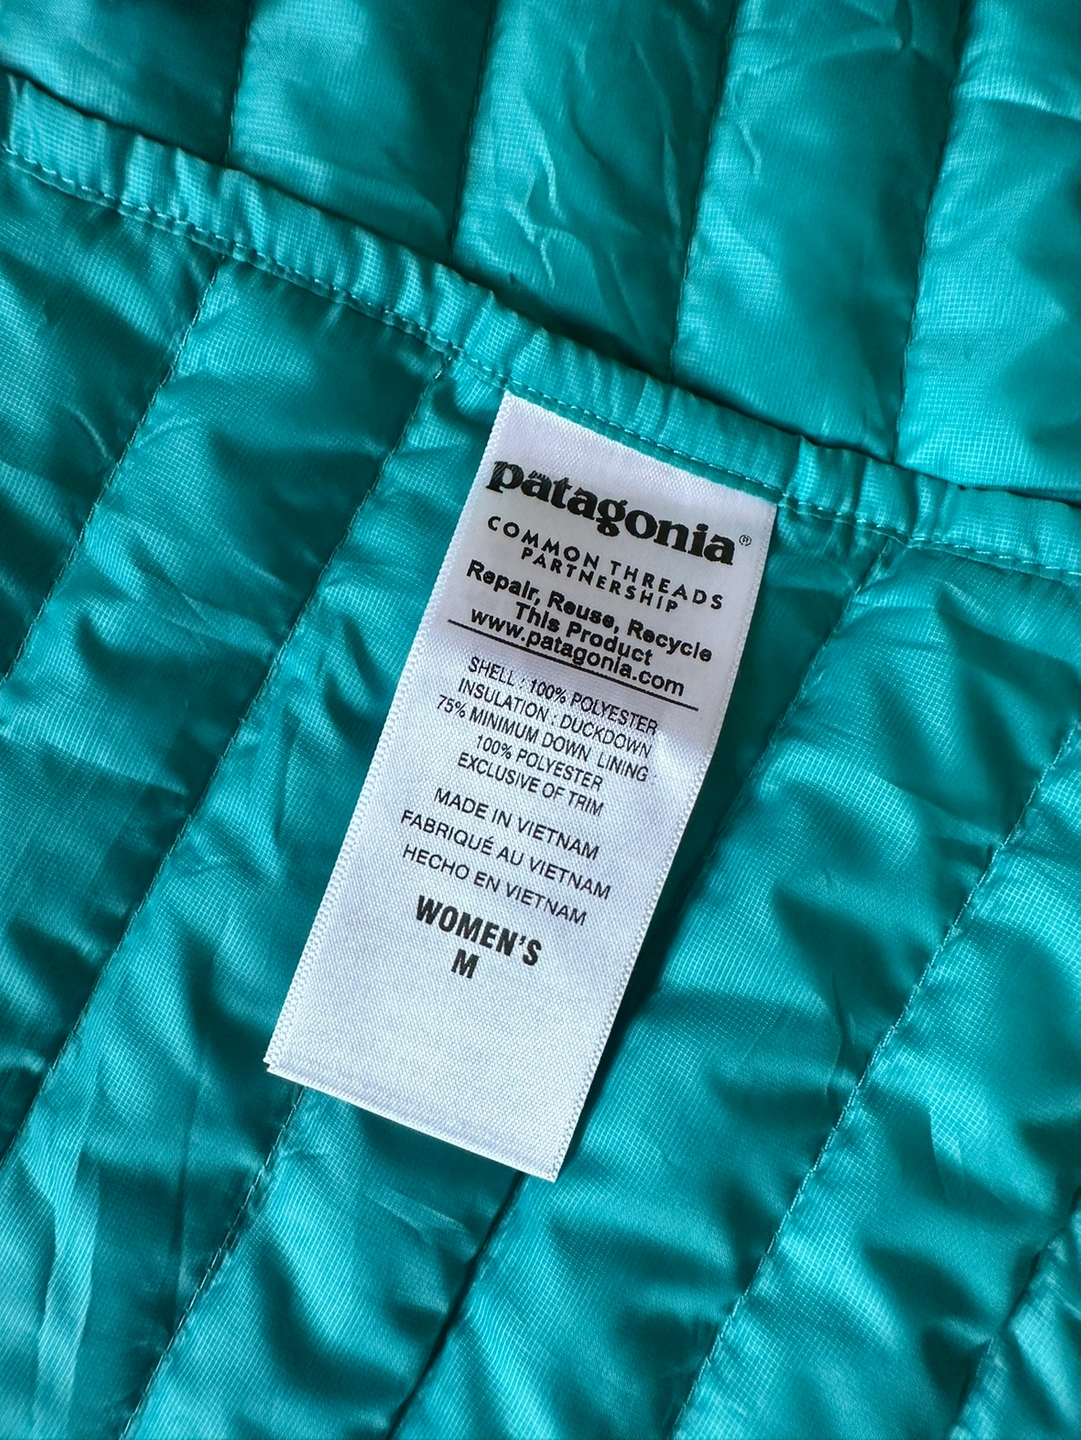 patagonia®
COMMON THREADS
PARTNERSHIP
Repair, Reuse, Recycle
This Product
www.patagonia.com
SHELL : 100% POLYESTER
INSULATION : DUCKDOWN
75% MINIMUM DOWN LINING
100% POLYESTER
EXCLUSIVE OF TRIM
MADE IN VIETNAM
FABRIQUÉ AU VIETNAM
HECHO EN VIETNAM
WOMEN'S
M